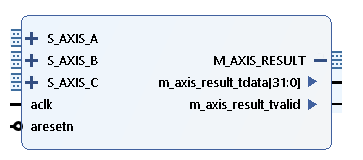 S_AXIS_A
S_AXIS_B
S_AXIS_C
aclk
aresetn
M_AXIS_RESULT
m_axis_result_tdata[31:0]
m_axis_result_tvalid